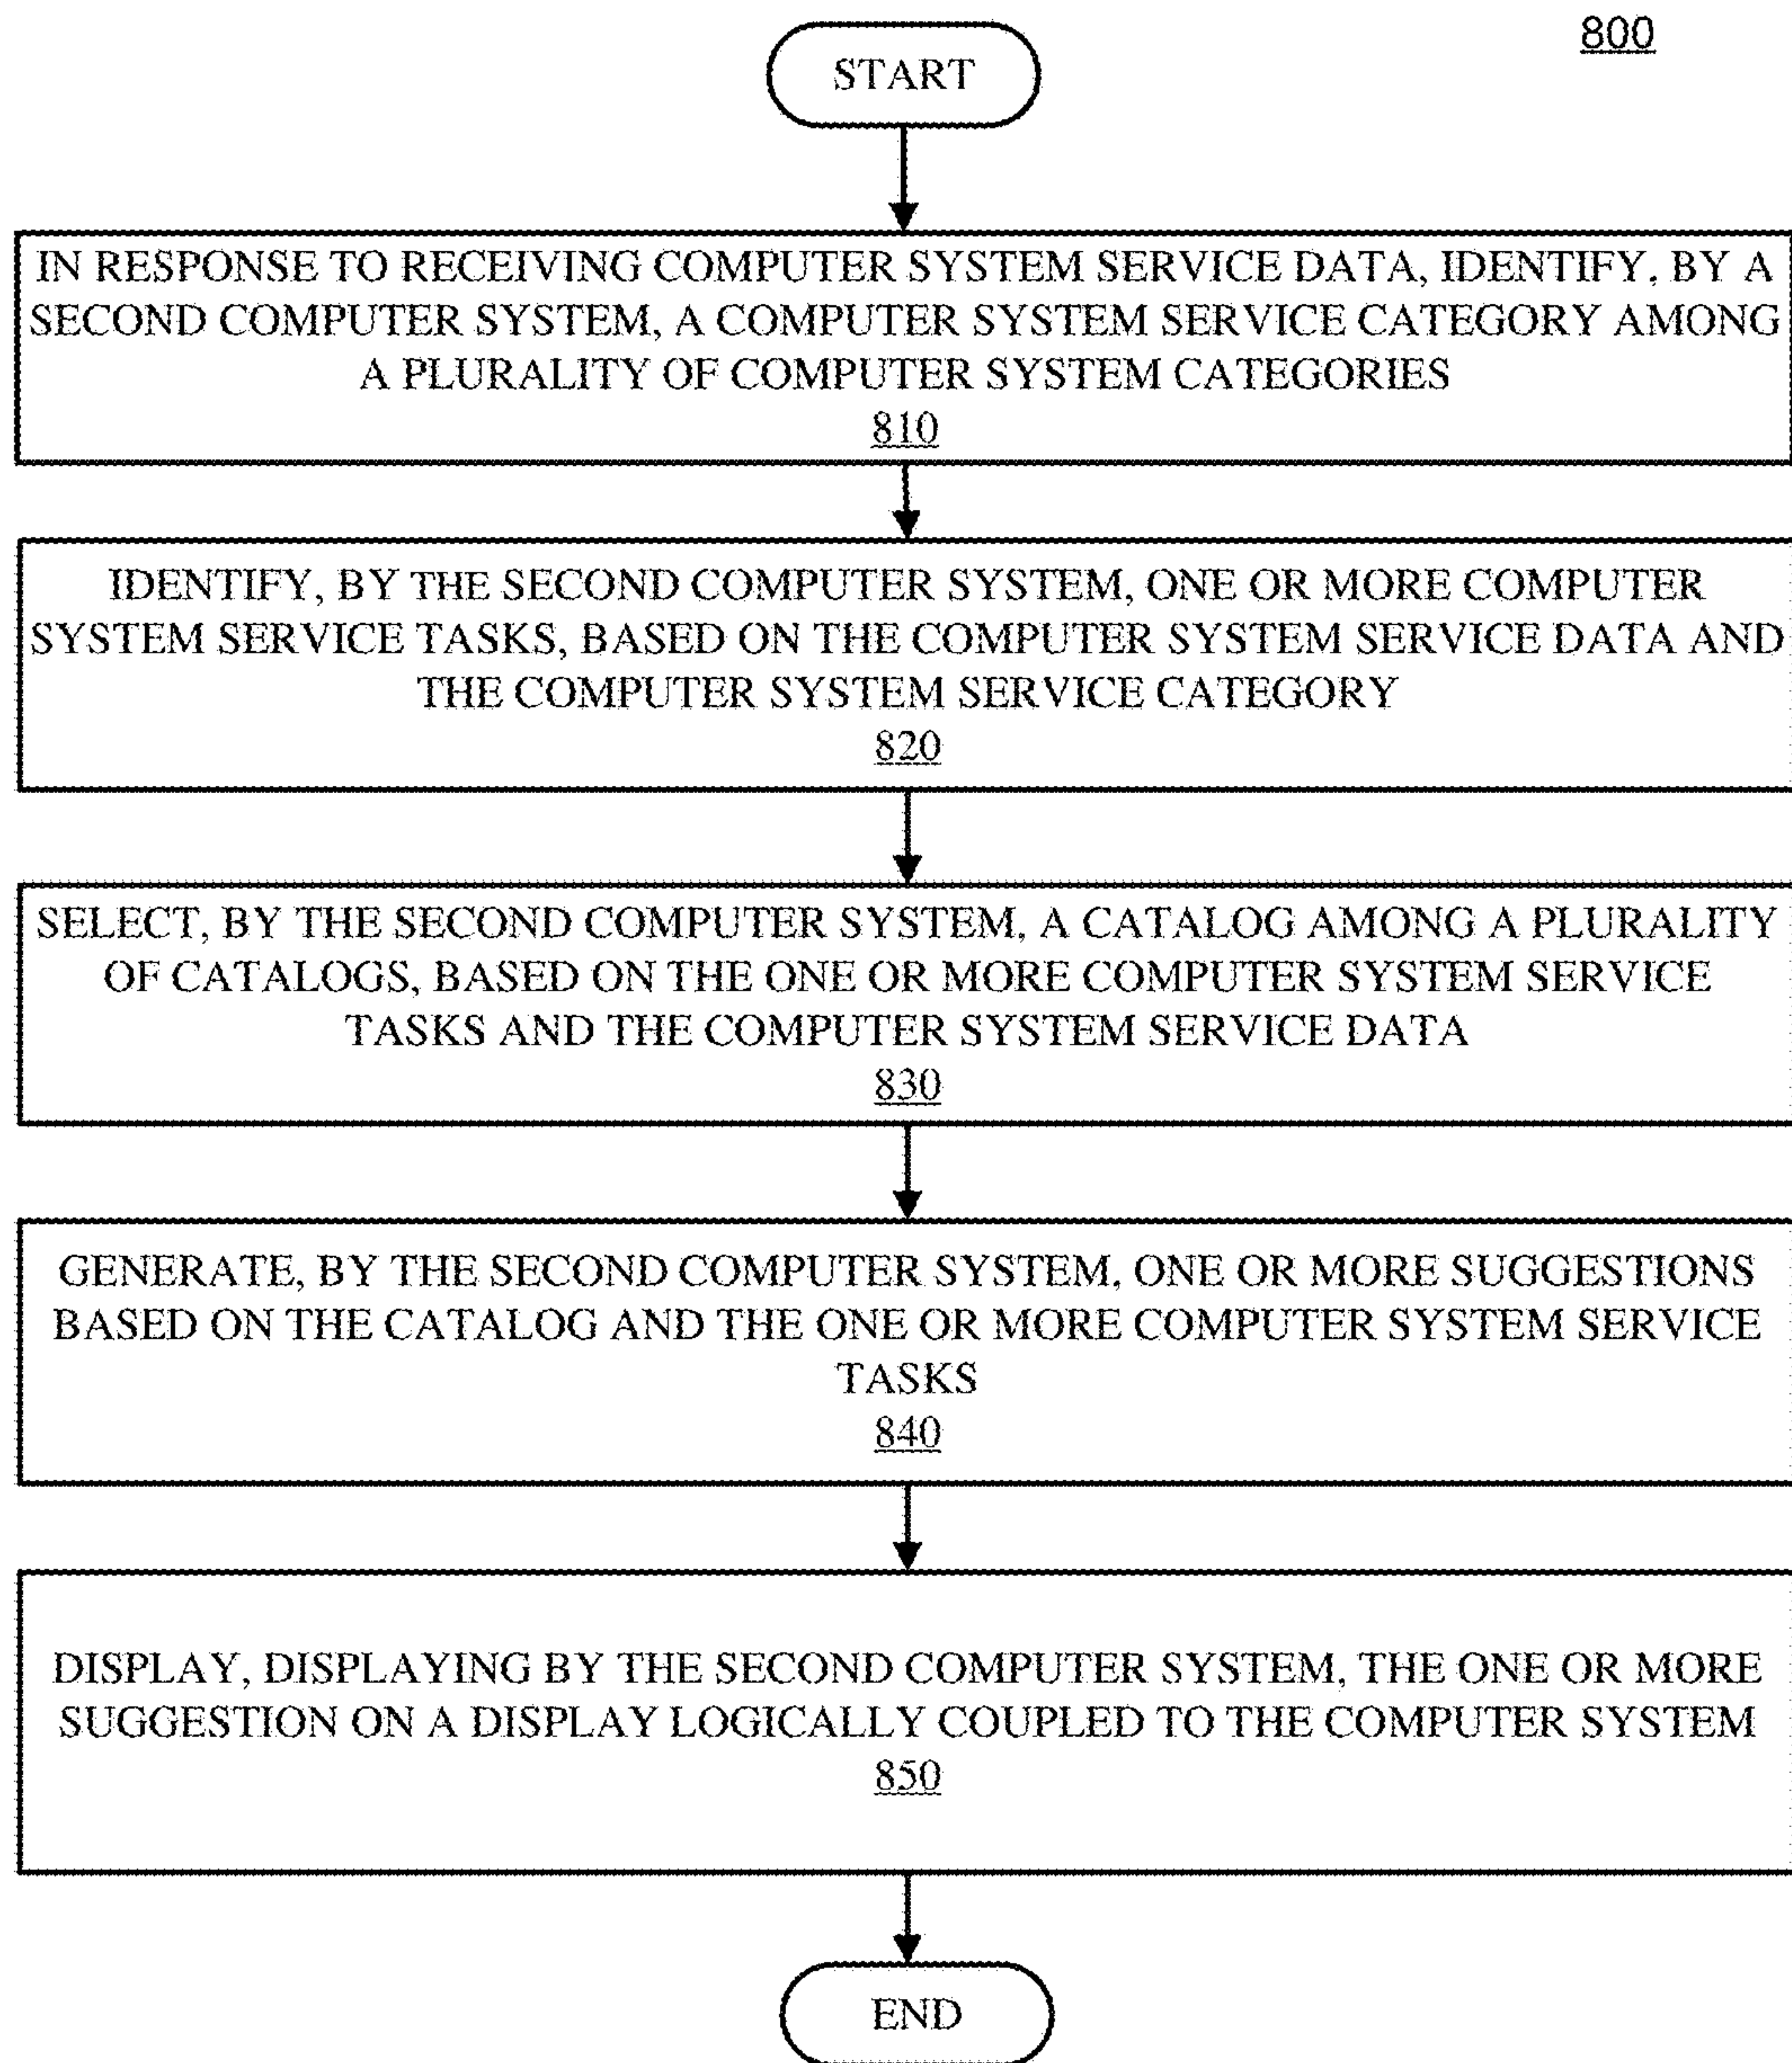 800
START
IN RESPONSE TO RECEIVING COMPUTER SYSTEM SERVICE DATA, IDENTIFY, BY A
SECOND COMPUTER SYSTEM, A COMPUTER SYSTEM SERVICE CATEGORY AMONG
A PLURALITY OF COMPUTER SYSTEM CATEGORIES
810
IDENTIFY, BY THE SECOND COMPUTER SYSTEM, ONE OR MORE COMPUTER
SYSTEM SERVICE TASKS, BASED ON THE COMPUTER SYSTEM SERVICE DATA AND
THE COMPUTER SYSTEM SERVICE CATEGORY
820
SELECT, BY THE SECOND COMPUTER SYSTEM, A CATALOG AMONG A PLURALITY
OF CATALOGS, BASED ON THE ONE OR MORE COMPUTER SYSTEM SERVICE
TASKS AND THE COMPUTER SYSTEM SERVICE DATA
830
GENERATE, BY THE SECOND COMPUTER SYSTEM, ONE OR MORE SUGGESTIONS
BASED ON THE CATALOG AND THE ONE OR MORE COMPUTER SYSTEM SERVICE
TASKS
840
DISPLAY, DISPLAYING BY THE SECOND COMPUTER SYSTEM, THE ONE OR MORE
SUGGESTION ON A DISPLAY LOGICALLY COUPLED TO THE COMPUTER SYSTEM
850
END